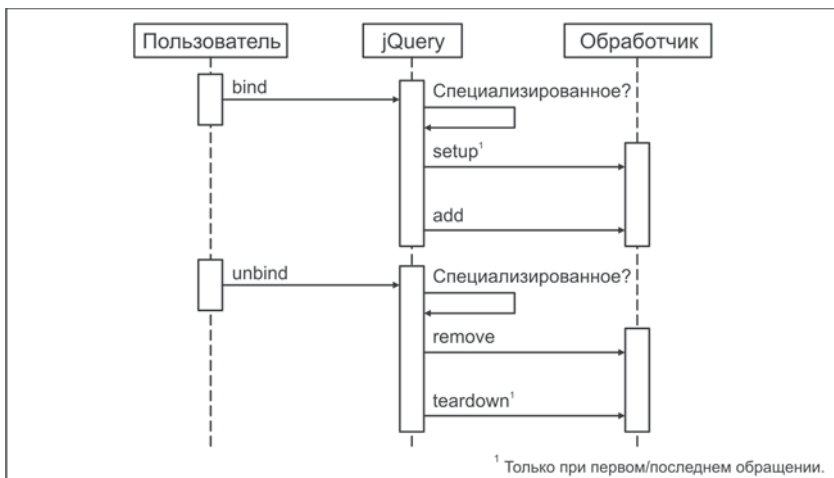 Пользователь
jQuery
Обработчик
bind
Специализированное?
setup¹
add
unbind
Специализированное?
remove
teardown¹
¹ Только при первом/последнем обращении.